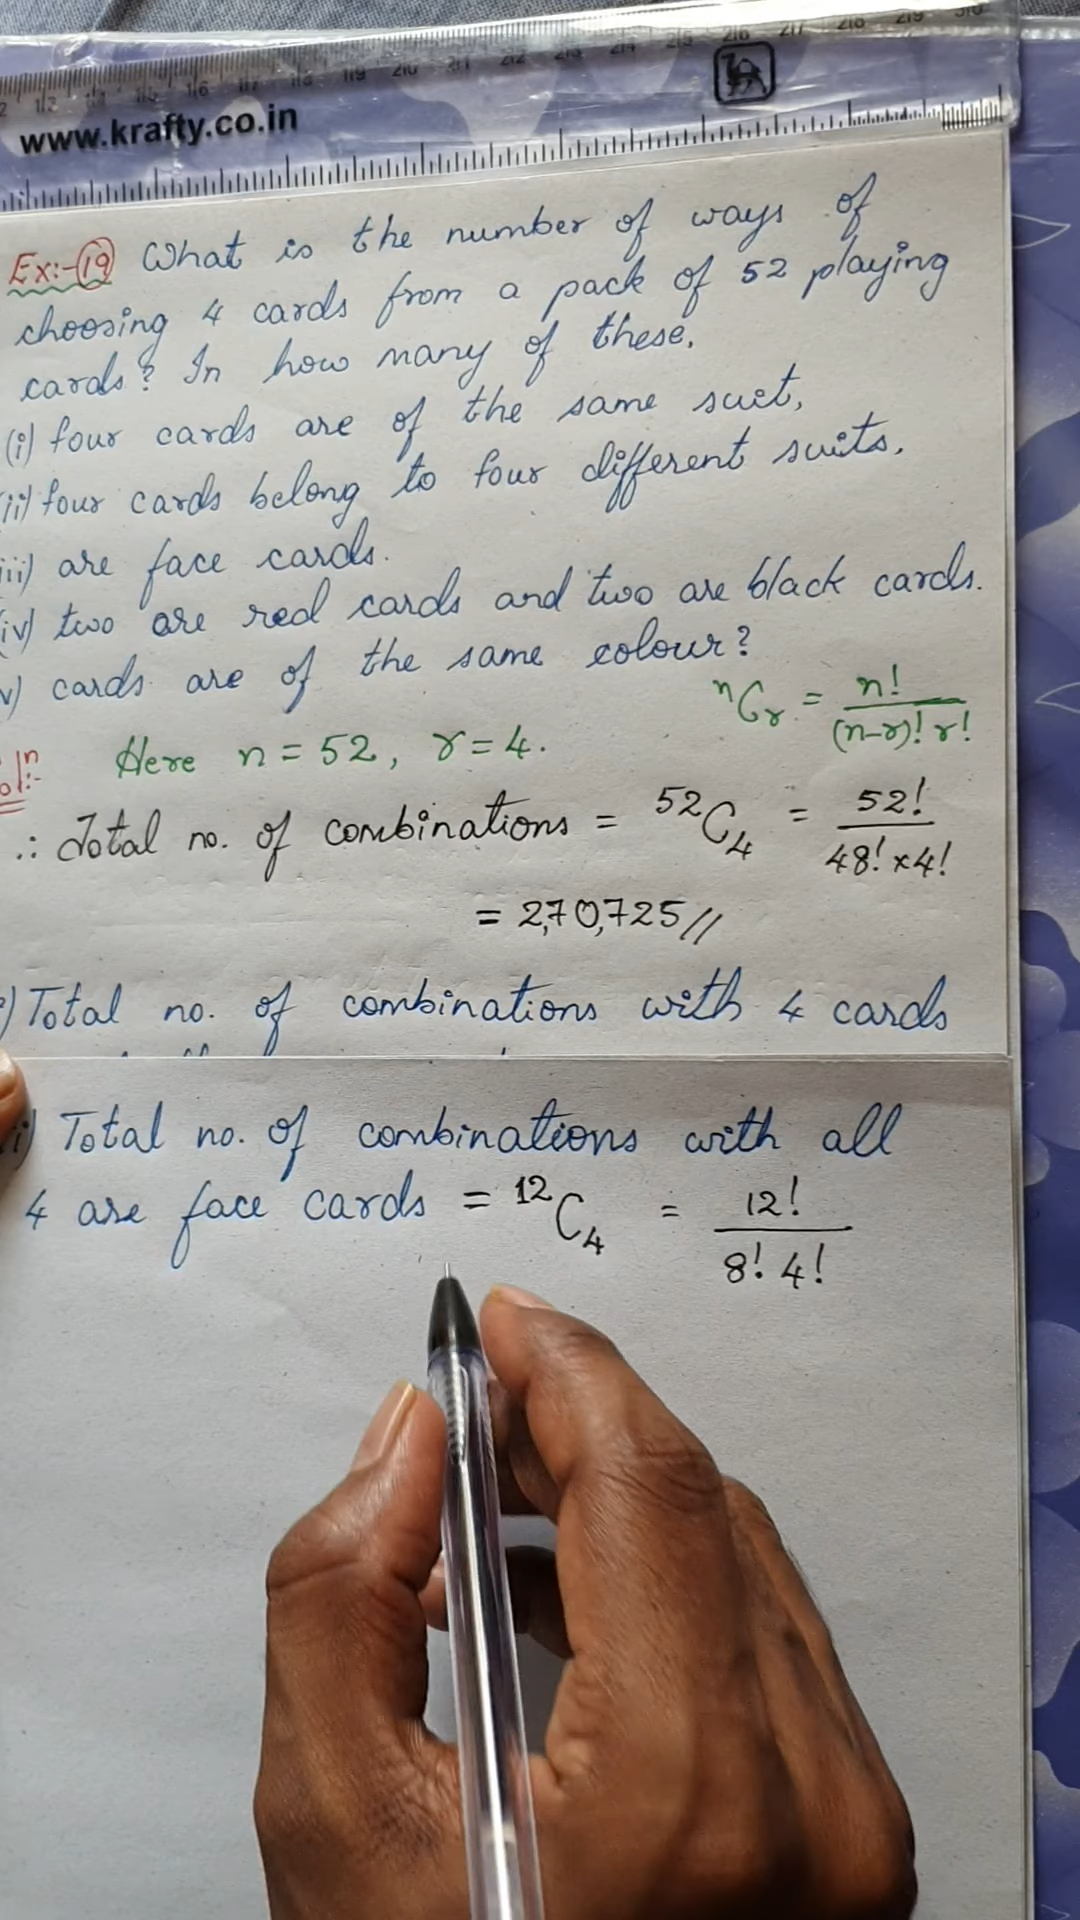 www.krafty.co.in
Ex:-(19) What is the number of ways of
choosing 4 cards from a pack of 52 playing
cards? In how many of these.
(i) four cards are of the same suit,
(ii) four cards belong to four different suits,
iii) are face cards.
(iv) two are red cards and two are black cards.
v) cards are of the same colour?
ⁿCᵣ = n! / (n-r)! r!
Here n = 52, r = 4.
∴ Total no. of combinations = ⁵²C₄ = 52! / 48! × 4!
= 2,70,725//
) Total no. of combinations with 4 cards
i) Total no. of combinations with all
4 are face cards = ¹²C₄ = 12! / 8! 4!